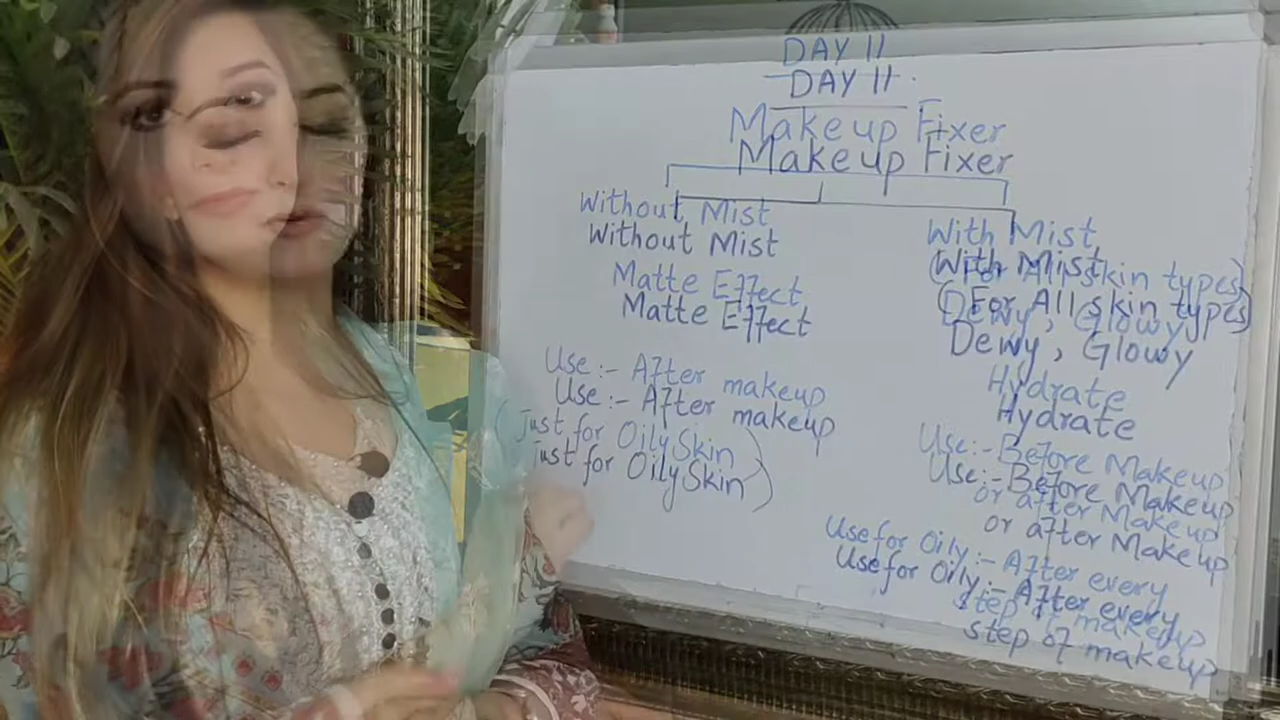 DAY 11
Makeup Fixer
Without Mist
Matte Effect
Use :- After makeup
(Just for Oily Skin)
With Mist
(For All skin types)
Dewy, Glowy
Hydrate
Use :- Before Makeup
or after Makeup
Use for Oily :- After every
step of makeup